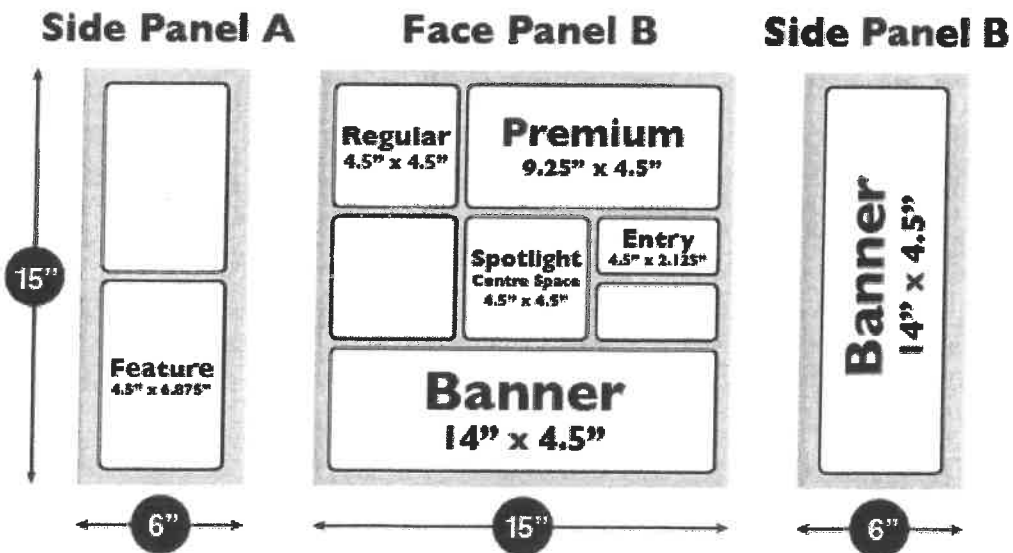 Side Panel A
Face Panel B
Side Panel B
15”
Feature
4.5” x 6.875”
6”
Regular
4.5” x 4.5”
Premium
9.25” x 4.5”
Spotlight
Centre Space
4.5” x 4.5”
Entry
4.5” x 2.125”
Banner
14” x 4.5”
15”
Banner
14” x 4.5”
6”